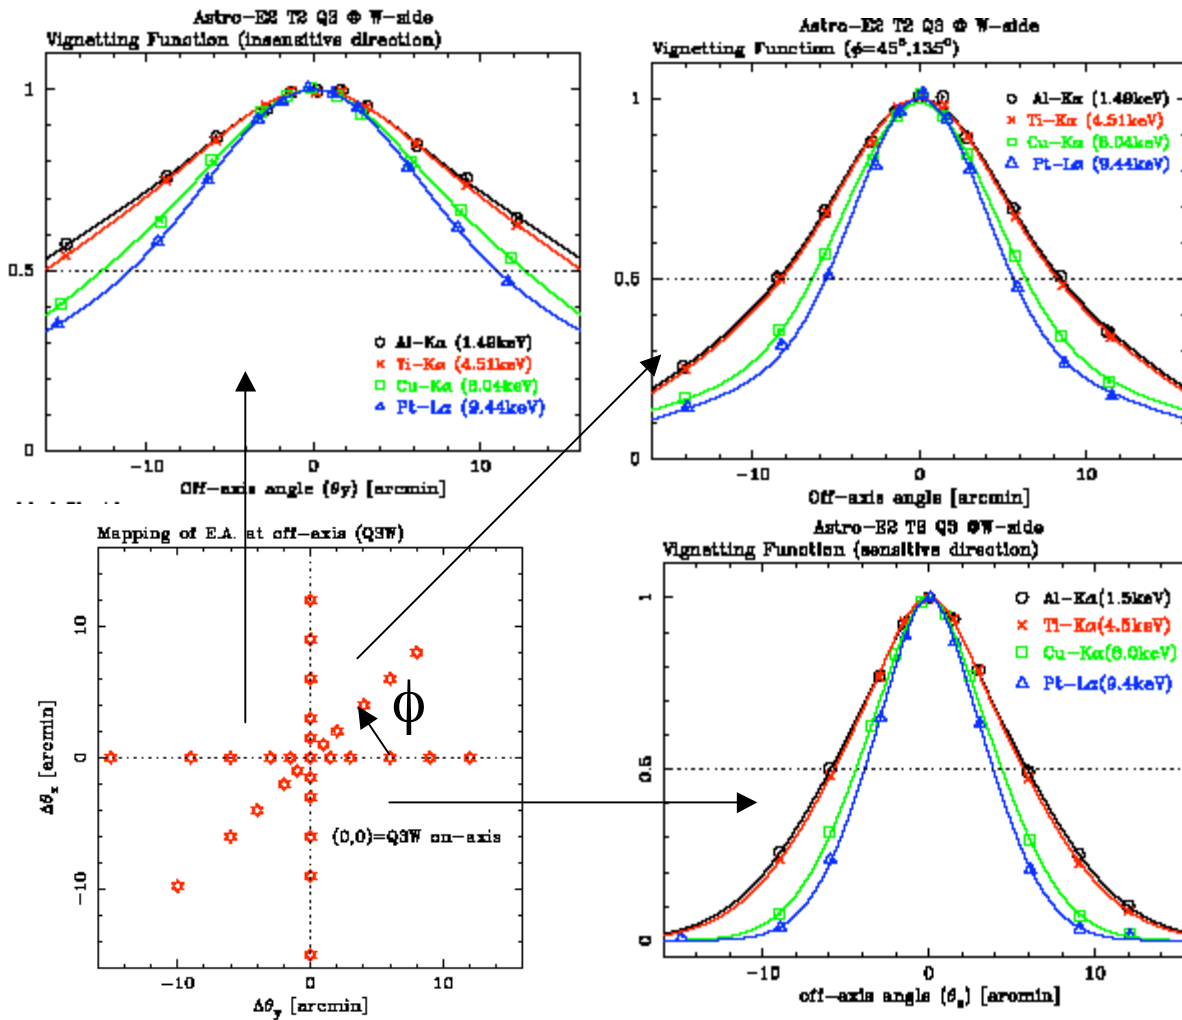 Astro-E2 T2 Q3 @ W-side
Vignetting Function (insensitive direction)
1
0.5
0
-10
0
10
Off-axis angle (θy) [arcmin]
Al-Kα (1.49keV)
Ti-Kα (4.51keV)
Cu-Kα (8.04keV)
Pt-Lα (9.44keV)
Astro-E2 T2 Q3 @ W-side
Vignetting Function (ϕ=45°,135°)
1
0.5
0
-10
0
10
Off-axis angle [arcmin]
Al-Kα (1.49keV)
Ti-Kα (4.51keV)
Cu-Kα (8.04keV)
Pt-Lα (9.44keV)
Mapping of E.A. at off-axis (Q3W)
10
0
-10
Δθx [arcmin]
ϕ
(0,0)=Q3W on-axis
-10
0
10
Δθy [arcmin]
Astro-E2 T2 Q3 @W-side
Vignetting Function (sensitive direction)
1
0.5
0
-10
0
10
off-axis angle (θx) [arcmin]
Al-Kα(1.5keV)
Ti-Kα(4.5keV)
Cu-Kα(8.0keV)
Pt-Lα(9.4keV)